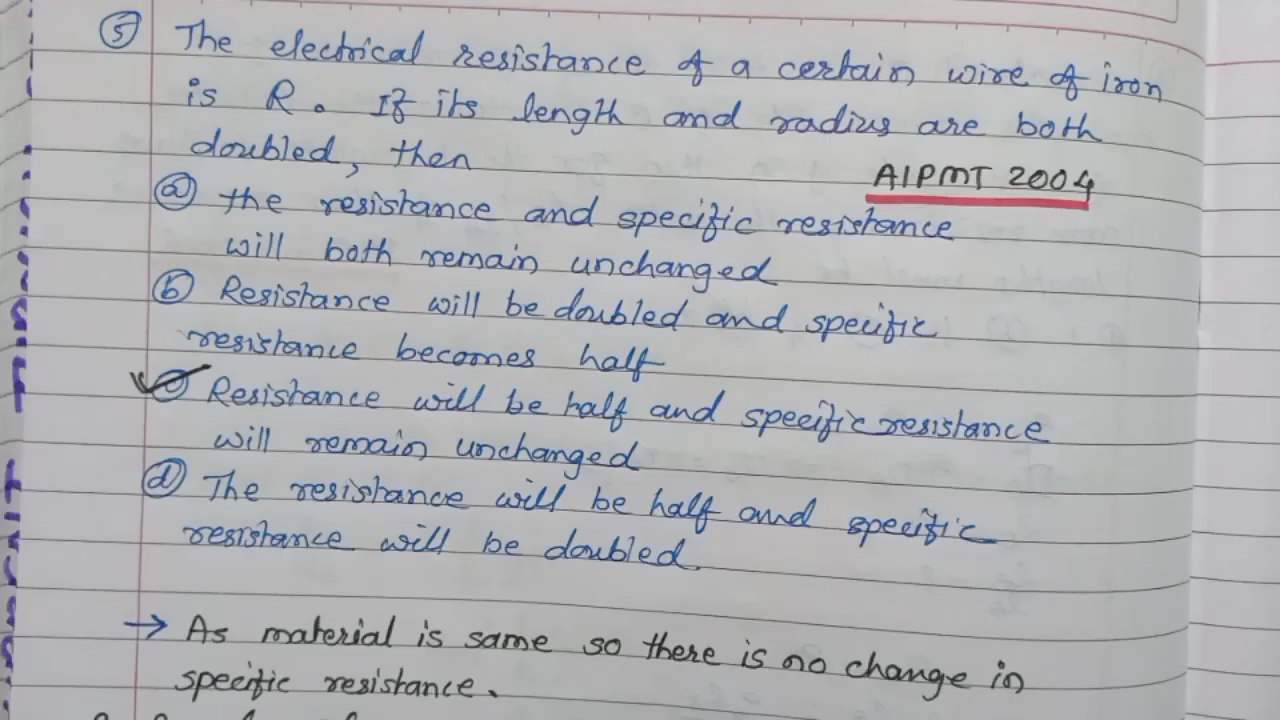 ⑤ The electrical resistance of a certain wire of iron
is R. If its length and radius are both
doubled, then
AIPMT 2004
ⓐ the resistance and specific resistance
will both remain unchanged
ⓑ Resistance will be doubled and specific
resistance becomes half
ⓒ Resistance will be half and specific resistance
will remain unchanged
ⓓ The resistance will be half and specific
resistance will be doubled.
→ As material is same so there is no change in
specific resistance.